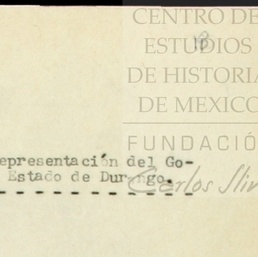 CENTRO DE
ESTUDIOS
DE HISTORIA
DE MEXICO
FUNDACIÓ
Carlos Sli
epresentación del Go-
Estado de Durango.